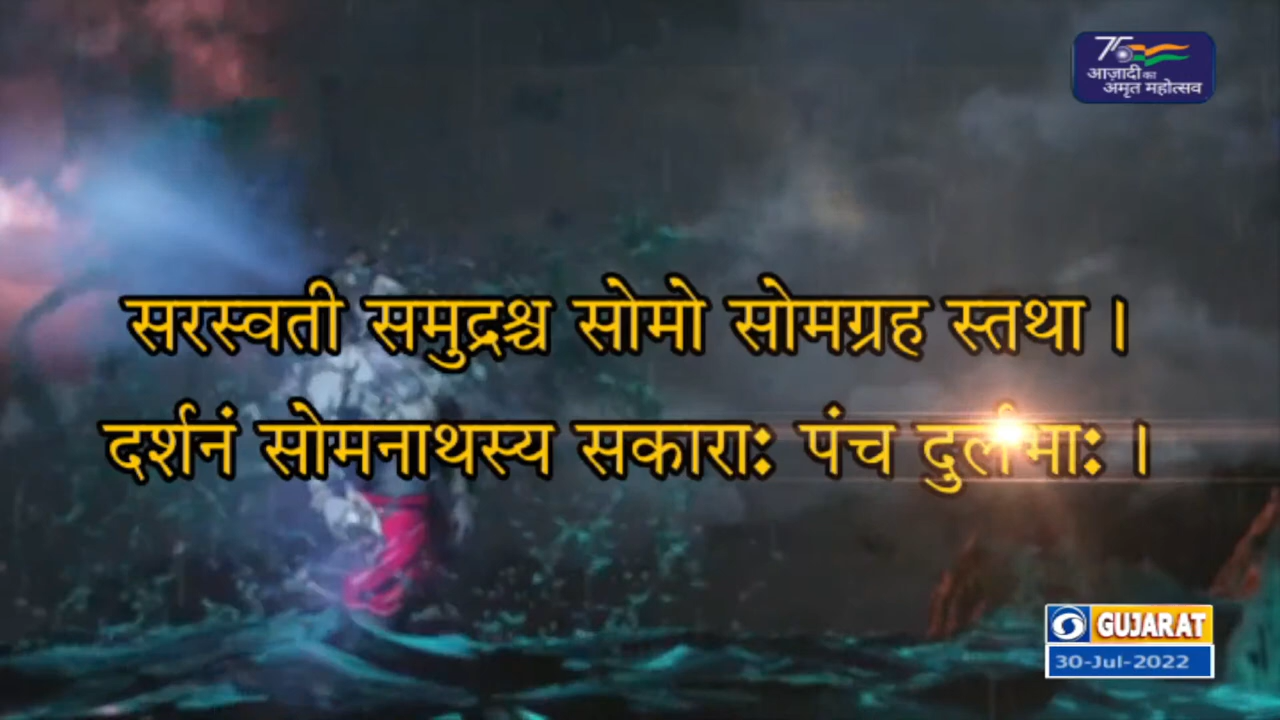 75
आज़ादी का
अमृत महोत्सव
सरस्वती समुद्रश्च सोमो सोमग्रह स्तथा ।
दर्शनं सोमनाथस्य सकाराः पंच दुर्लभाः ।
GUJARAT
30-Jul-2022